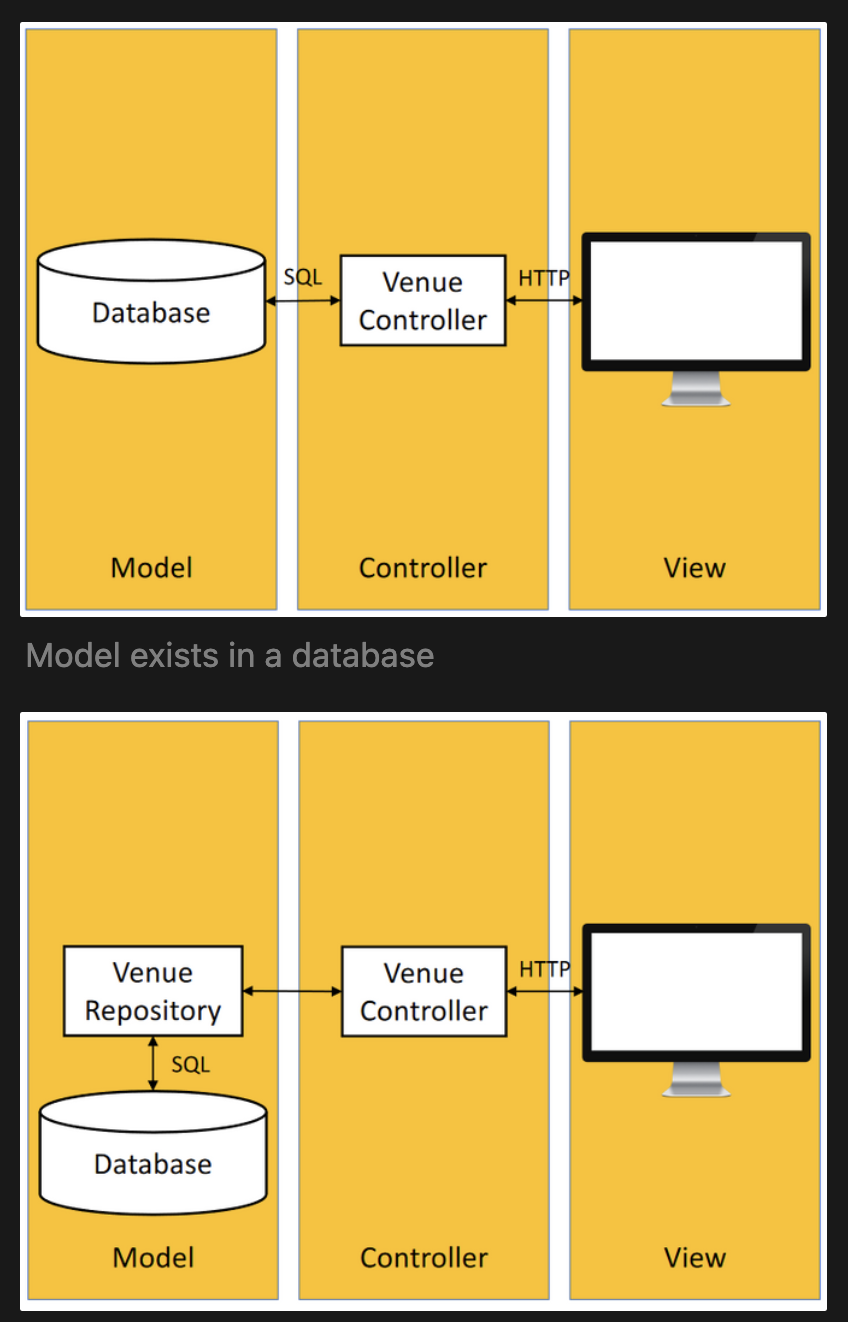 SQL
HTTP
Database
Venue
Controller
Model
Controller
View
Model exists in a database
Venue
Repository
Venue
Controller
HTTP
SQL
Database
Model
Controller
View